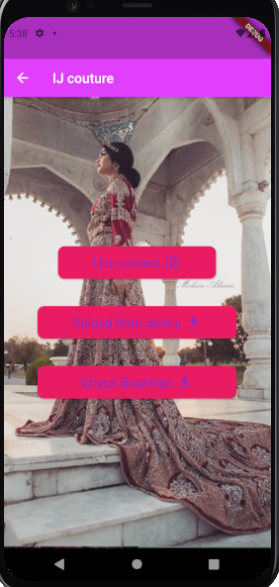 5:38
DEBUG
IJ couture
Use camera
Upload from device
Check Bookings